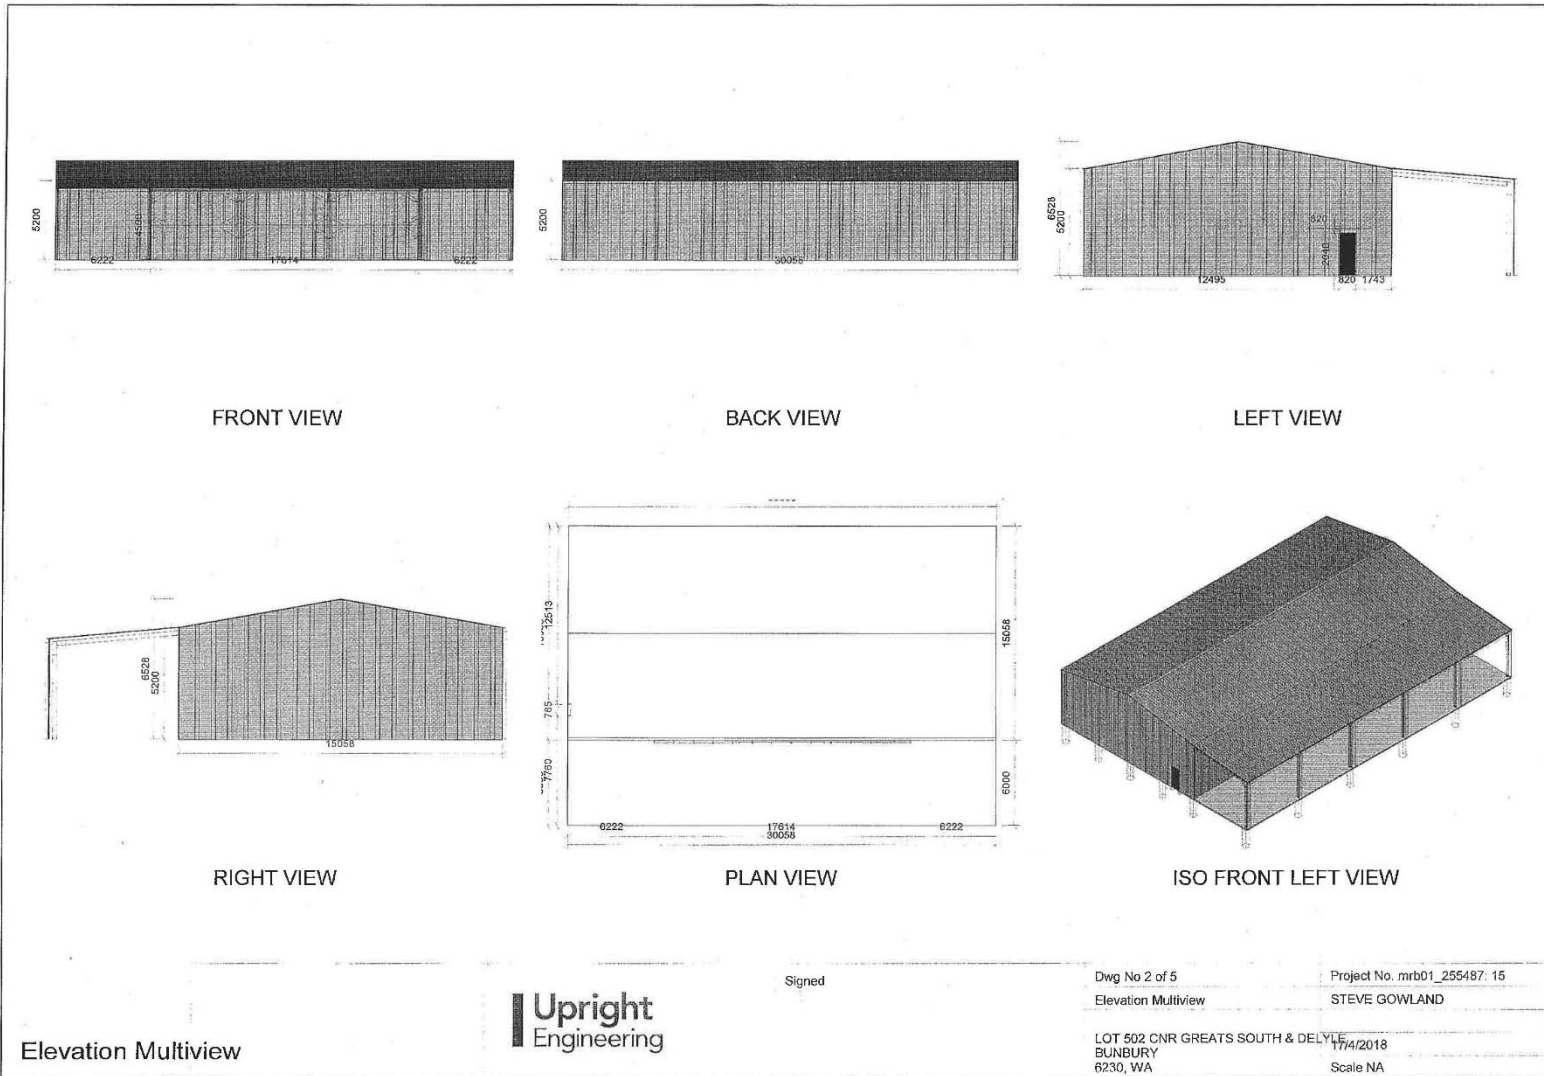 5200
4500
6222
17614
6222
FRONT VIEW
5200
30058
BACK VIEW
6528
5200
820
2040
12495
820
1743
LEFT VIEW
6528
5200
15058
RIGHT VIEW
12513
785
7760
15058
6000
6222
17614
6222
30058
PLAN VIEW
ISO FRONT LEFT VIEW
Elevation Multiview
Upright
Engineering
Signed
Dwg No 2 of 5
Project No. mrb01_255487: 15
Elevation Multiview
STEVE GOWLAND
LOT 502 CNR GREATS SOUTH & DELYLE
BUNBURY
6230, WA
17/4/2018
Scale NA